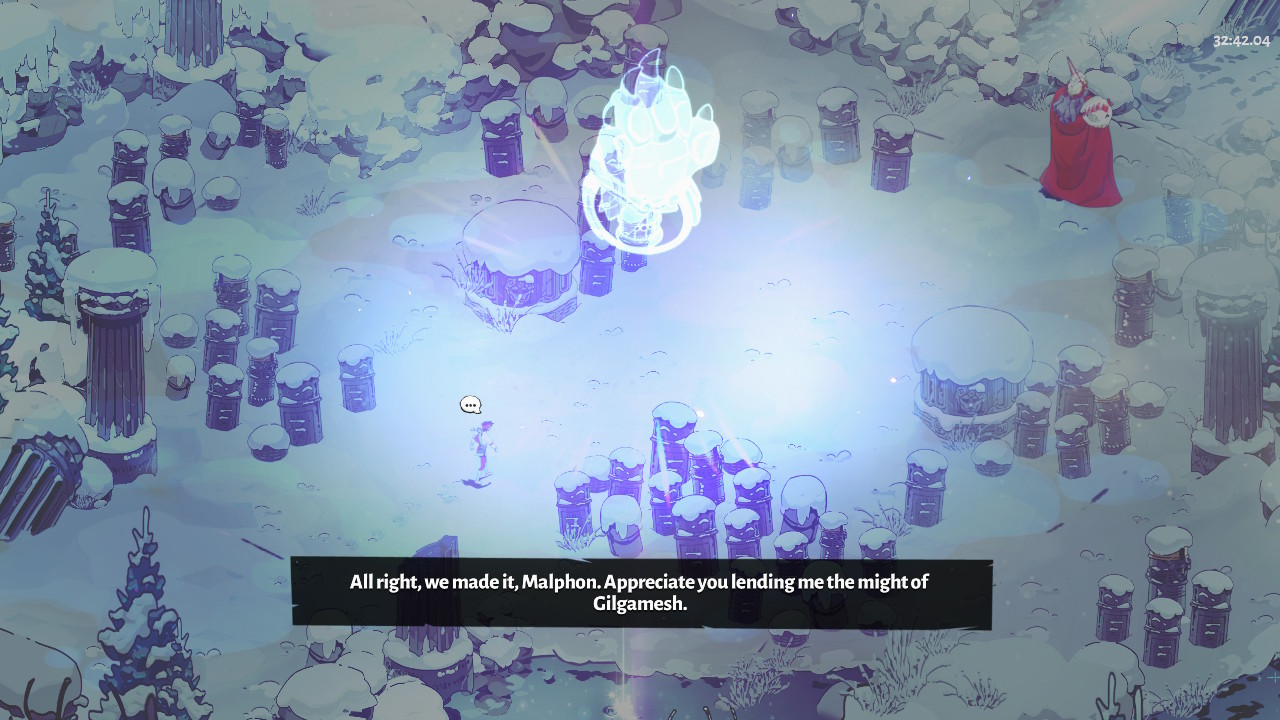 32:42.04
All right, we made it, Malphon. Appreciate you lending me the might of
Gilgamesh.